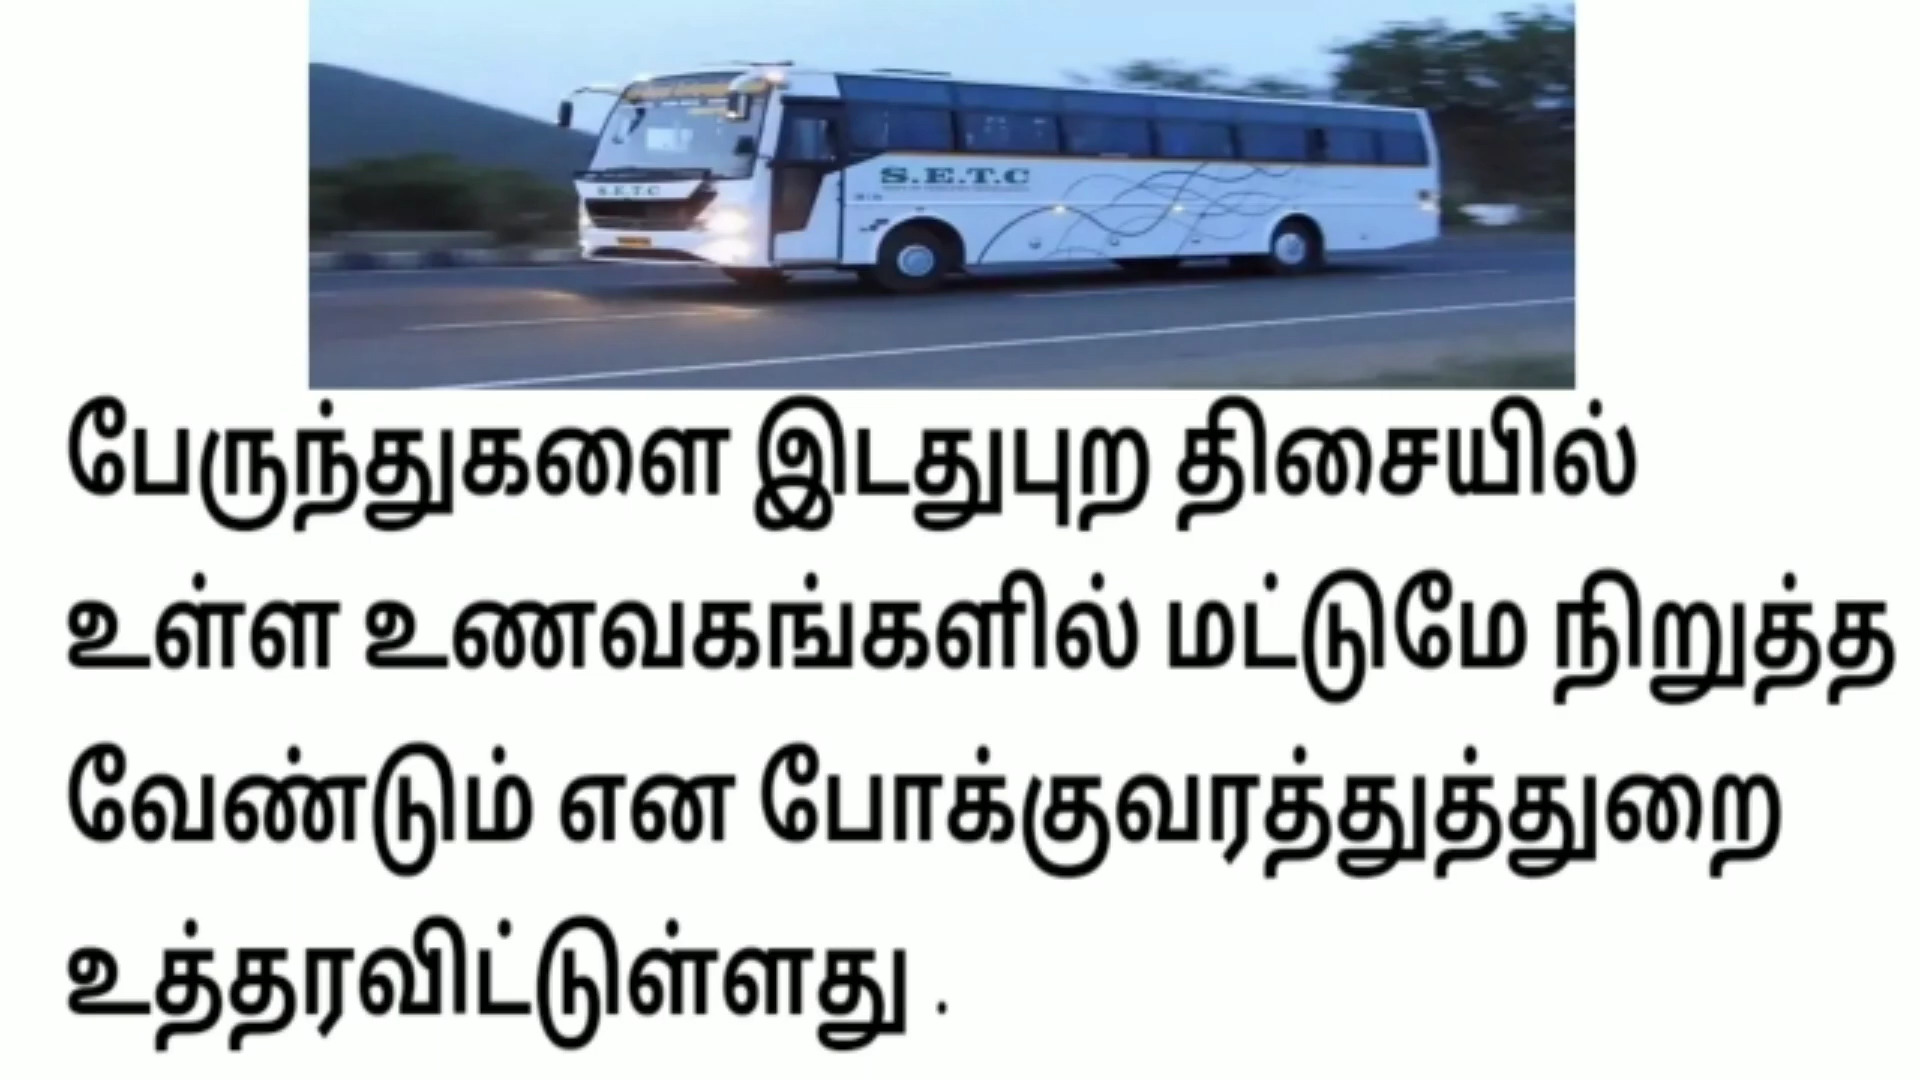 S.E.T.C
S.E.T.C
பேருந்துகளை இடதுபுற திசையில்
உள்ள உணவகங்களில் மட்டுமே நிறுத்த
வேண்டும் என போக்குவரத்துத்துறை
உத்தரவிட்டுள்ளது .